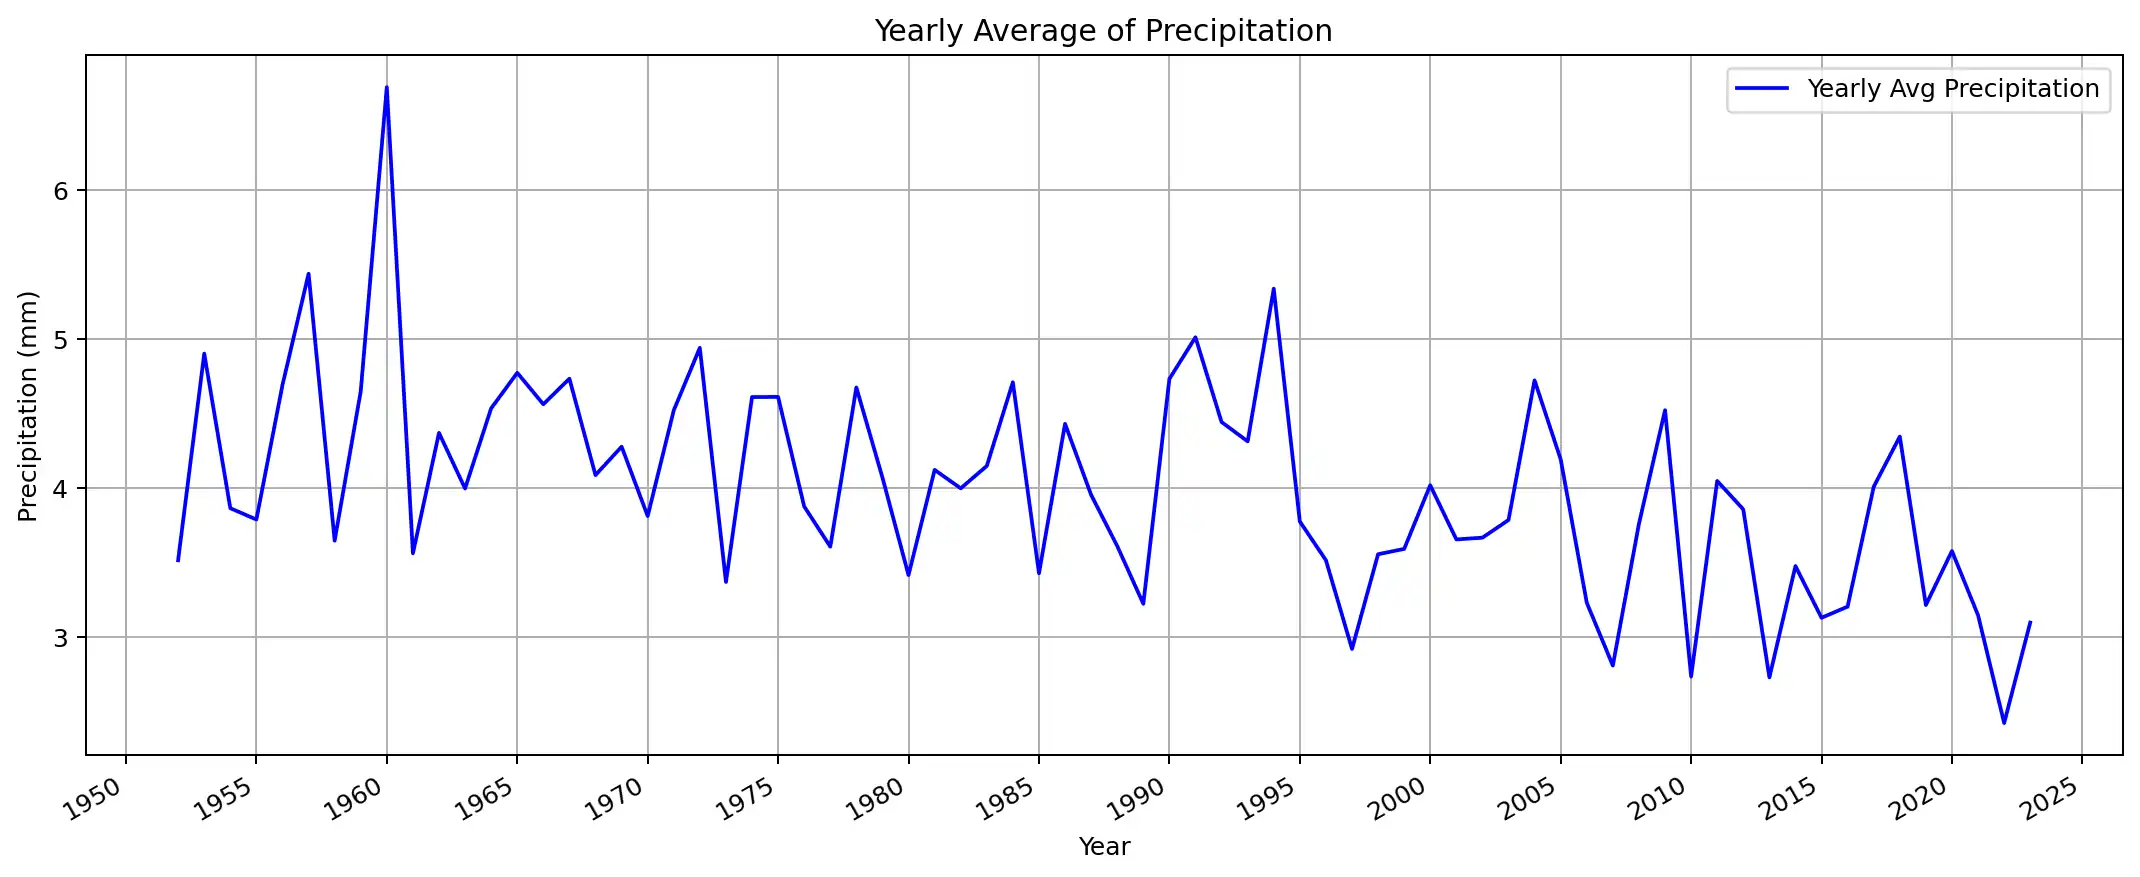 Yearly Average of Precipitation
Yearly Avg Precipitation
Precipitation (mm)
6
5
4
3
1950 1955 1960 1965 1970 1975 1980 1985 1990 1995 2000 2005 2010 2015 2020 2025
Year